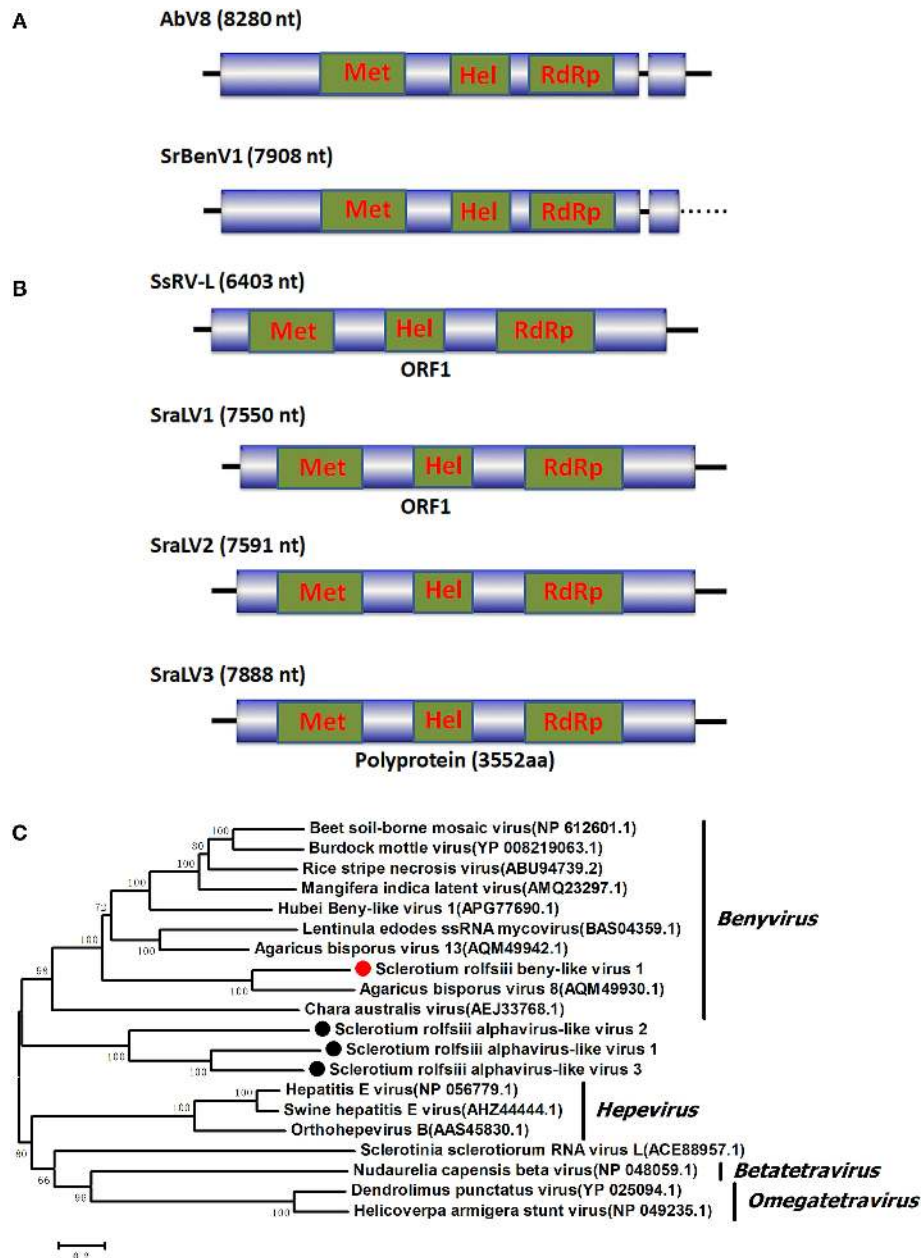 A
AbV8 (8280 nt)
Met Hel RdRp
SrBenV1 (7908 nt)
Met Hel RdRp
B
SsRV-L (6403 nt)
Met Hel RdRp
ORF1
SraLV1 (7550 nt)
Met Hel RdRp
ORF1
SraLV2 (7591 nt)
Met Hel RdRp
SraLV3 (7888 nt)
Met Hel RdRp
Polyprotein (3552aa)
C
100 Beet soil-borne mosaic virus(NP 612601.1)
80 Burdock mottle virus(YP 008219063.1)
100 Rice stripe necrosis virus(ABU94739.2)
100 Mangifera indica latent virus(AMQ23297.1)
Hubei Beny-like virus 1(APG77690.1)
72 Benyvirus
Lentinula edodes ssRNA mycovirus(BAS04359.1)
100 100 Agaricus bisporus virus 13(AQM49942.1)
Sclerotium rolfsiii beny-like virus 1
98 100 Agaricus bisporus virus 8(AQM49930.1)
Chara australis virus(AEJ33768.1)
Sclerotium rolfsiii alphavirus-like virus 2
100 Sclerotium rolfsiii alphavirus-like virus 1
100 Sclerotium rolfsiii alphavirus-like virus 3
Hepatitis E virus(NP 056779.1)
100 100 Swine hepatitis E virus(AHZ44444.1) Hepevirus
Orthohepevirus B(AAS45830.1)
80 Sclerotinia sclerotiorum RNA virus L(ACE88957.1)
66 Nudaurelia capensis beta virus(NP 048059.1) Betatetravirus
Dendrolimus punctatus virus(YP 025094.1) Omegatetravirus
100 Helicoverpa armigera stunt virus(NP 049235.1)